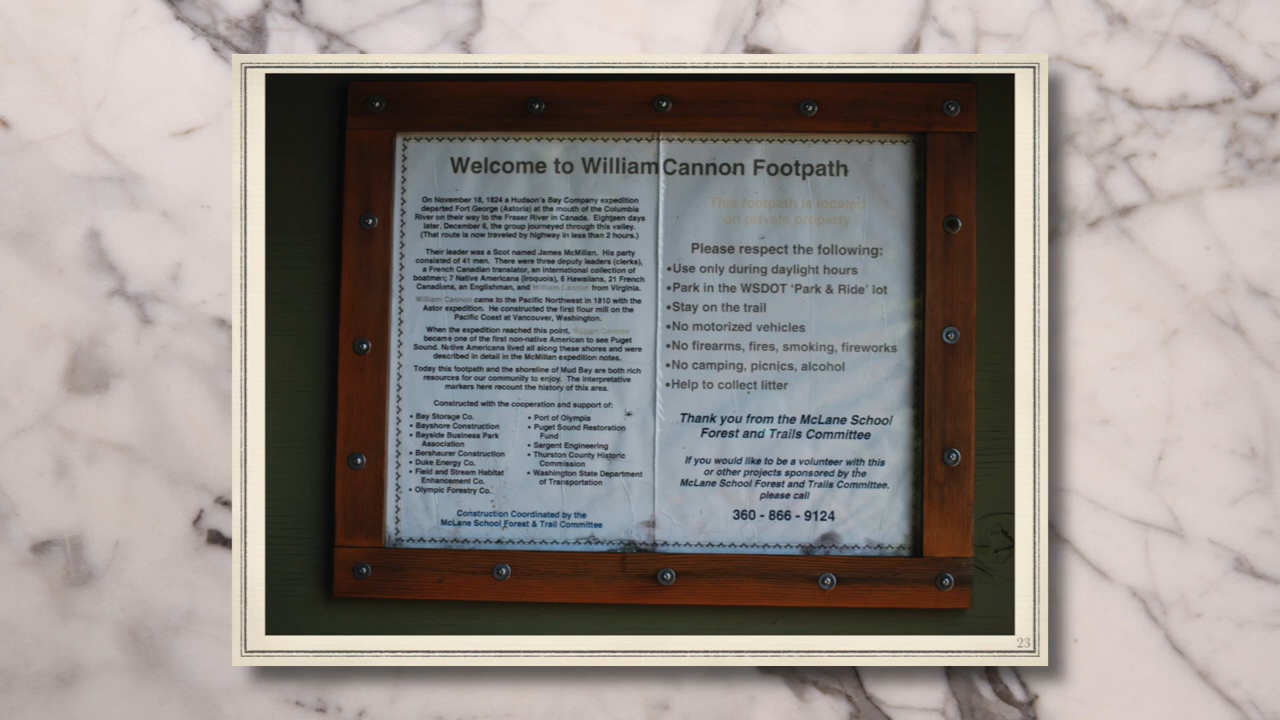 Welcome to William Cannon Footpath
On November 18, 1824 a Hudson's Bay Company expedition
departed Fort George (Astoria) at the mouth of the Columbia
River on their way to the Fraser River in Canada. Eighteen days
later, December 6, the group journeyed through this valley.
(That route is now traveled by highway in less than 2 hours.)
Their leader was a Scot named James McMillan. His party
consisted of 41 men. There were three deputy leaders (clerks),
a French Canadian translator, an international collection of
boatmen; 7 Native Americans (Iroquois), 6 Hawaiians, 21 French
Canadians, an Englishman, and William Cannon from Virginia.
William Cannon came to the Pacific Northwest in 1810 with the
Astor expedition. He constructed the first flour mill on the
Pacific Coast at Vancouver, Washington.
When the expedition reached this point, William Cannon
became one of the first non-native American to see Puget
Sound. Native Americans lived all along these shores and were
described in detail in the McMillan expedition notes.
Today this footpath and the shoreline of Mud Bay are both rich
resources for our community to enjoy. The interpretative
markers here recount the history of this area.
Constructed with the cooperation and support of:
• Bay Storage Co.
• Bayshore Construction
• Bayside Business Park
Association
• Bershaurer Construction
• Duke Energy Co.
• Field and Stream Habitat
Enhancement Co.
• Olympic Forestry Co.
• Port of Olympia
• Puget Sound Restoration
Fund
• Sargent Engineering
• Thurston County Historic
Commission
• Washington State Department
of Transportation
Construction Coordinated by the
McLane School Forest & Trail Committee
This footpath is located
on private property
Please respect the following:
•Use only during daylight hours
•Park in the WSDOT 'Park & Ride' lot
•Stay on the trail
•No motorized vehicles
•No firearms, fires, smoking, fireworks
•No camping, picnics, alcohol
•Help to collect litter
Thank you from the McLane School
Forest and Trails Committee
If you would like to be a volunteer with this
or other projects sponsored by the
McLane School Forest and Trails Committee.
please call
360 - 866 - 9124
23